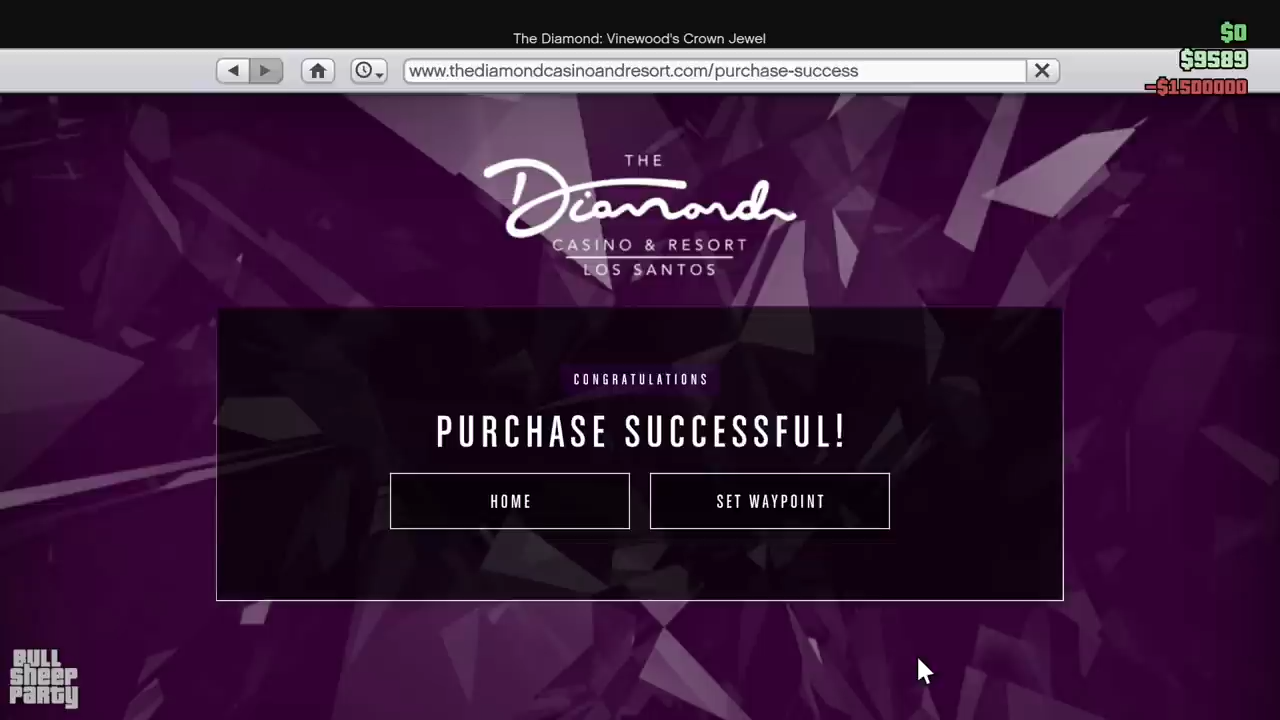 The Diamond: Vinewood's Crown Jewel
$0
www.thediamondcasinoandresort.com/purchase-success
$9589
-$1500000
THE
Diamond
CASINO & RESORT
LOS SANTOS
CONGRATULATIONS
PURCHASE SUCCESSFUL!
HOME
SET WAYPOINT
BULL
SHEEP
PARTY